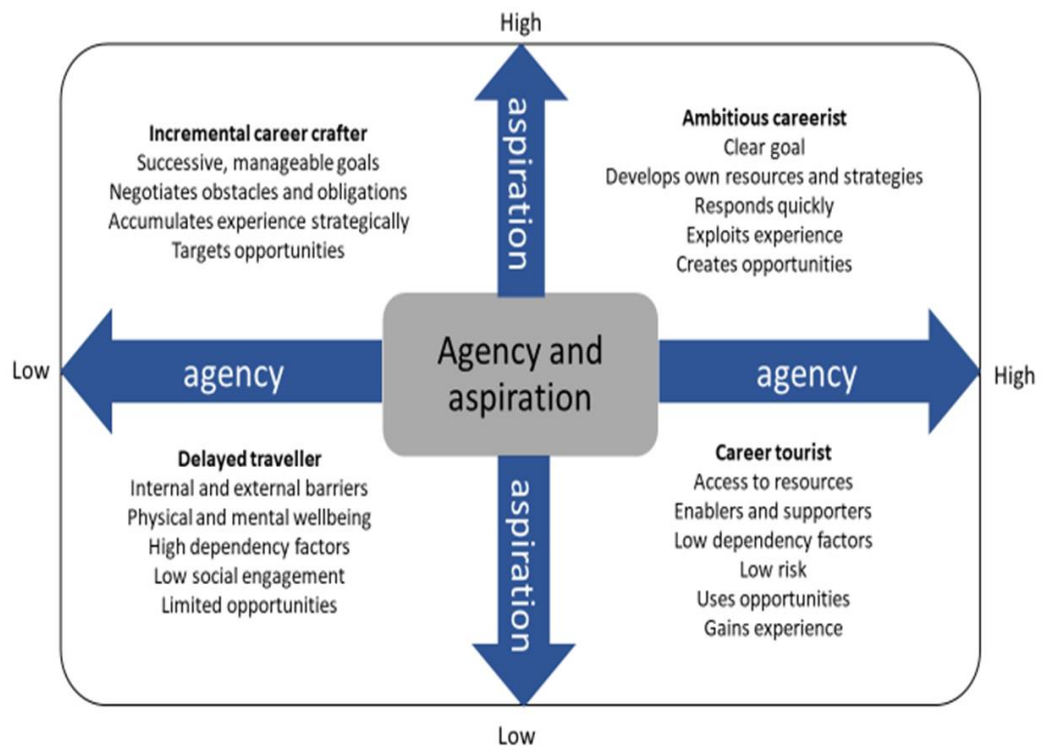 High
aspiration
Incremental career crafter
Successive, manageable goals
Negotiates obstacles and obligations
Accumulates experience strategically
Targets opportunities
Ambitious careerist
Clear goal
Develops own resources and strategies
Responds quickly
Exploits experience
Creates opportunities
Low
agency
Agency and
aspiration
agency
High
Delayed traveller
Internal and external barriers
Physical and mental wellbeing
High dependency factors
Low social engagement
Limited opportunities
aspiration
Career tourist
Access to resources
Enablers and supporters
Low dependency factors
Low risk
Uses opportunities
Gains experience
Low